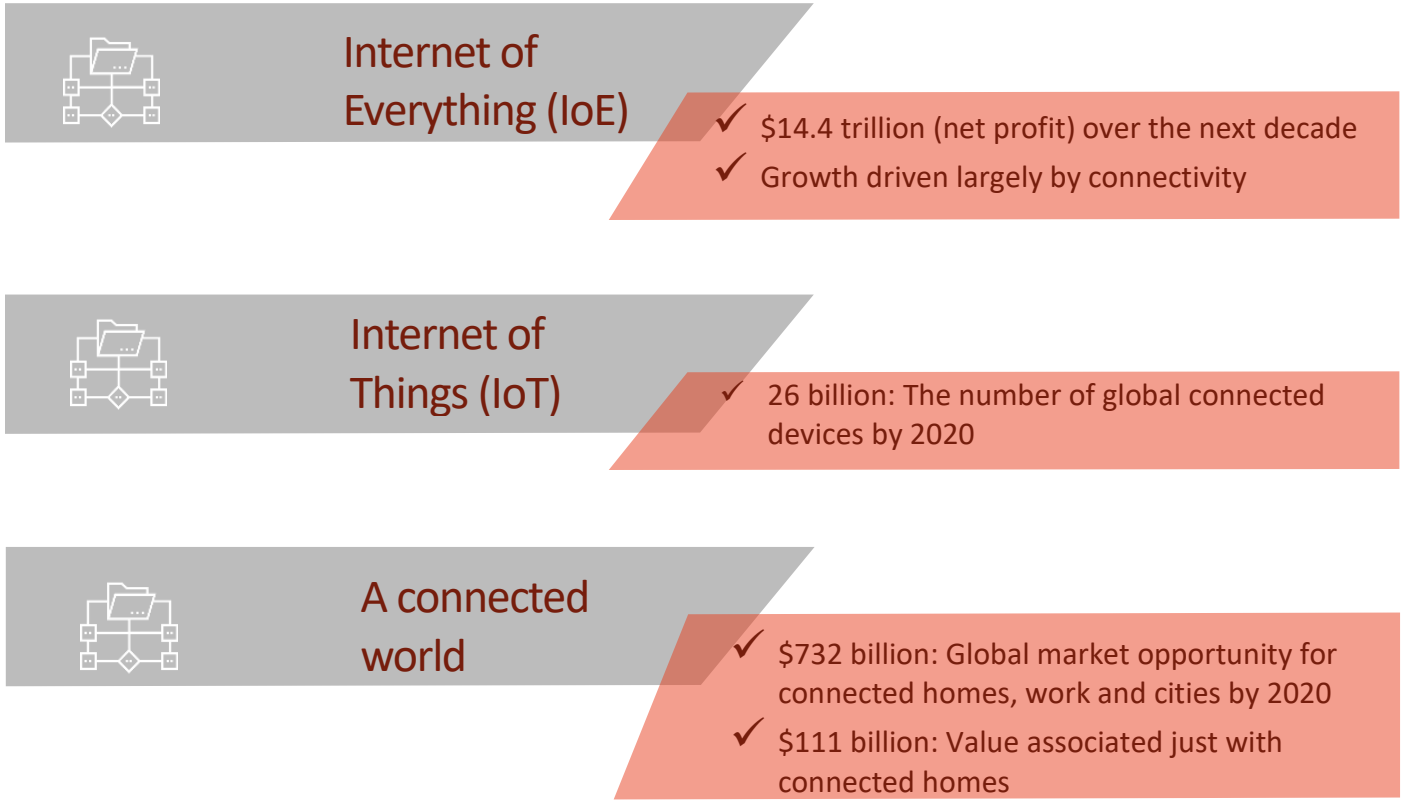 Internet of
Everything (IoE)
✓ $14.4 trillion (net profit) over the next decade
✓ Growth driven largely by connectivity
Internet of
Things (IoT)
✓ 26 billion: The number of global connected
devices by 2020
A connected
world
✓ $732 billion: Global market opportunity for
connected homes, work and cities by 2020
✓ $111 billion: Value associated just with
connected homes